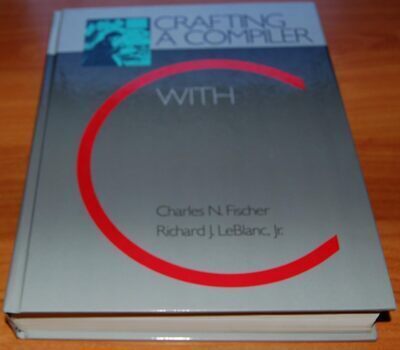 CRAFTING
A COMPILER
WITH
C
Charles N. Fischer
Richard J. LeBlanc, Jr.